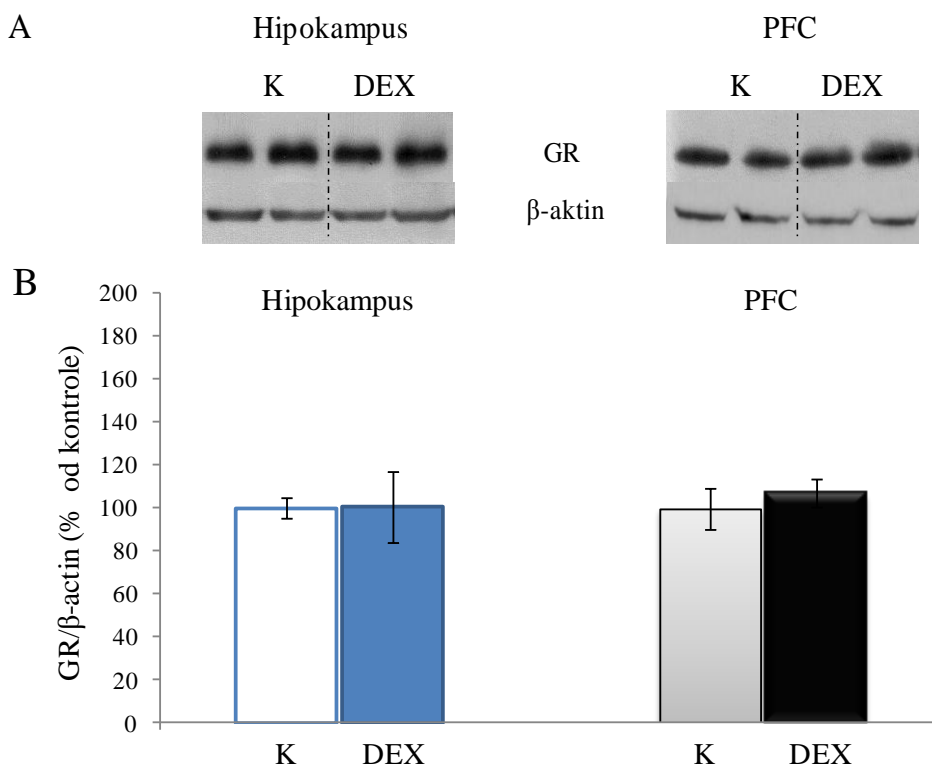 A
Hipokampus PFC
K DEX K DEX
GR
β-aktin
B
Hipokampus PFC
GR/β-actin (% od kontrole)
200
180
160
140
120
100
80
60
40
20
0
K DEX K DEX